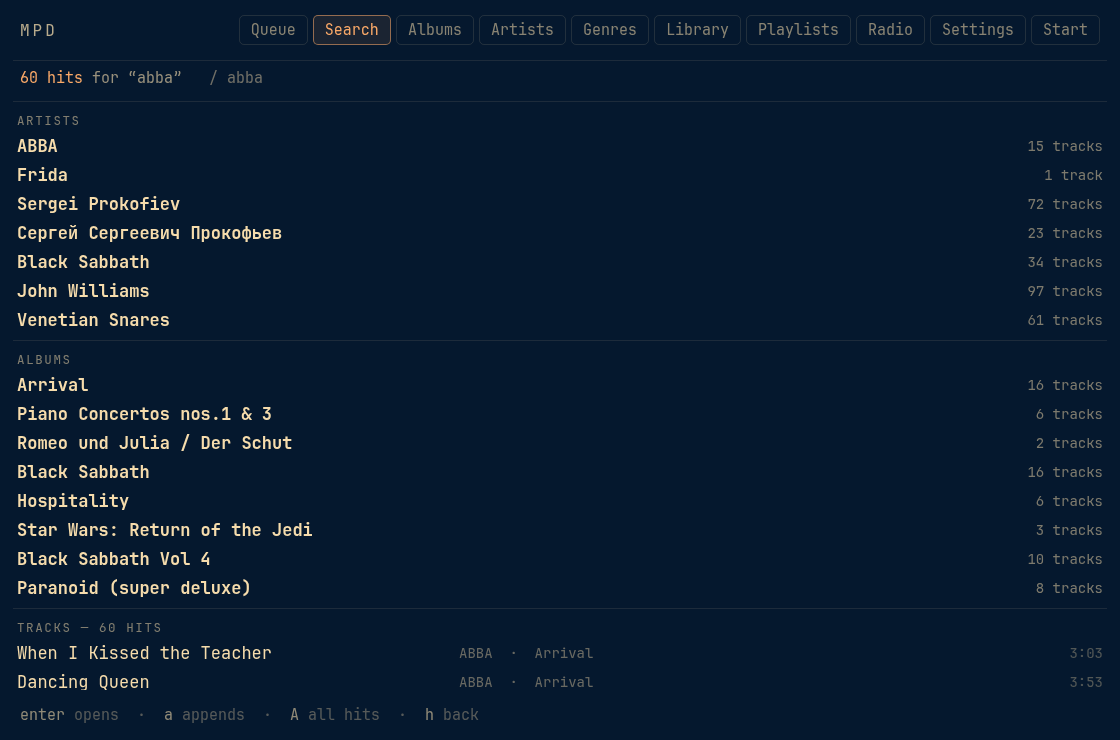 MPD Queue Search Albums Artists Genres Library Playlists Radio Settings Start
60 hits for “abba” / abba
ARTISTS
ABBA 15 tracks
Frida 1 track
Sergei Prokofiev 72 tracks
Сергей Сергеевич Прокофьев 23 tracks
Black Sabbath 34 tracks
John Williams 97 tracks
Venetian Snares 61 tracks
ALBUMS
Arrival 16 tracks
Piano Concertos nos.1 & 3 6 tracks
Romeo und Julia / Der Schut 2 tracks
Black Sabbath 16 tracks
Hospitality 6 tracks
Star Wars: Return of the Jedi 3 tracks
Black Sabbath Vol 4 10 tracks
Paranoid (super deluxe) 8 tracks
TRACKS — 60 HITS
When I Kissed the Teacher ABBA · Arrival 3:03
Dancing Queen ABBA · Arrival 3:53
enter opens · a appends · A all hits · h back